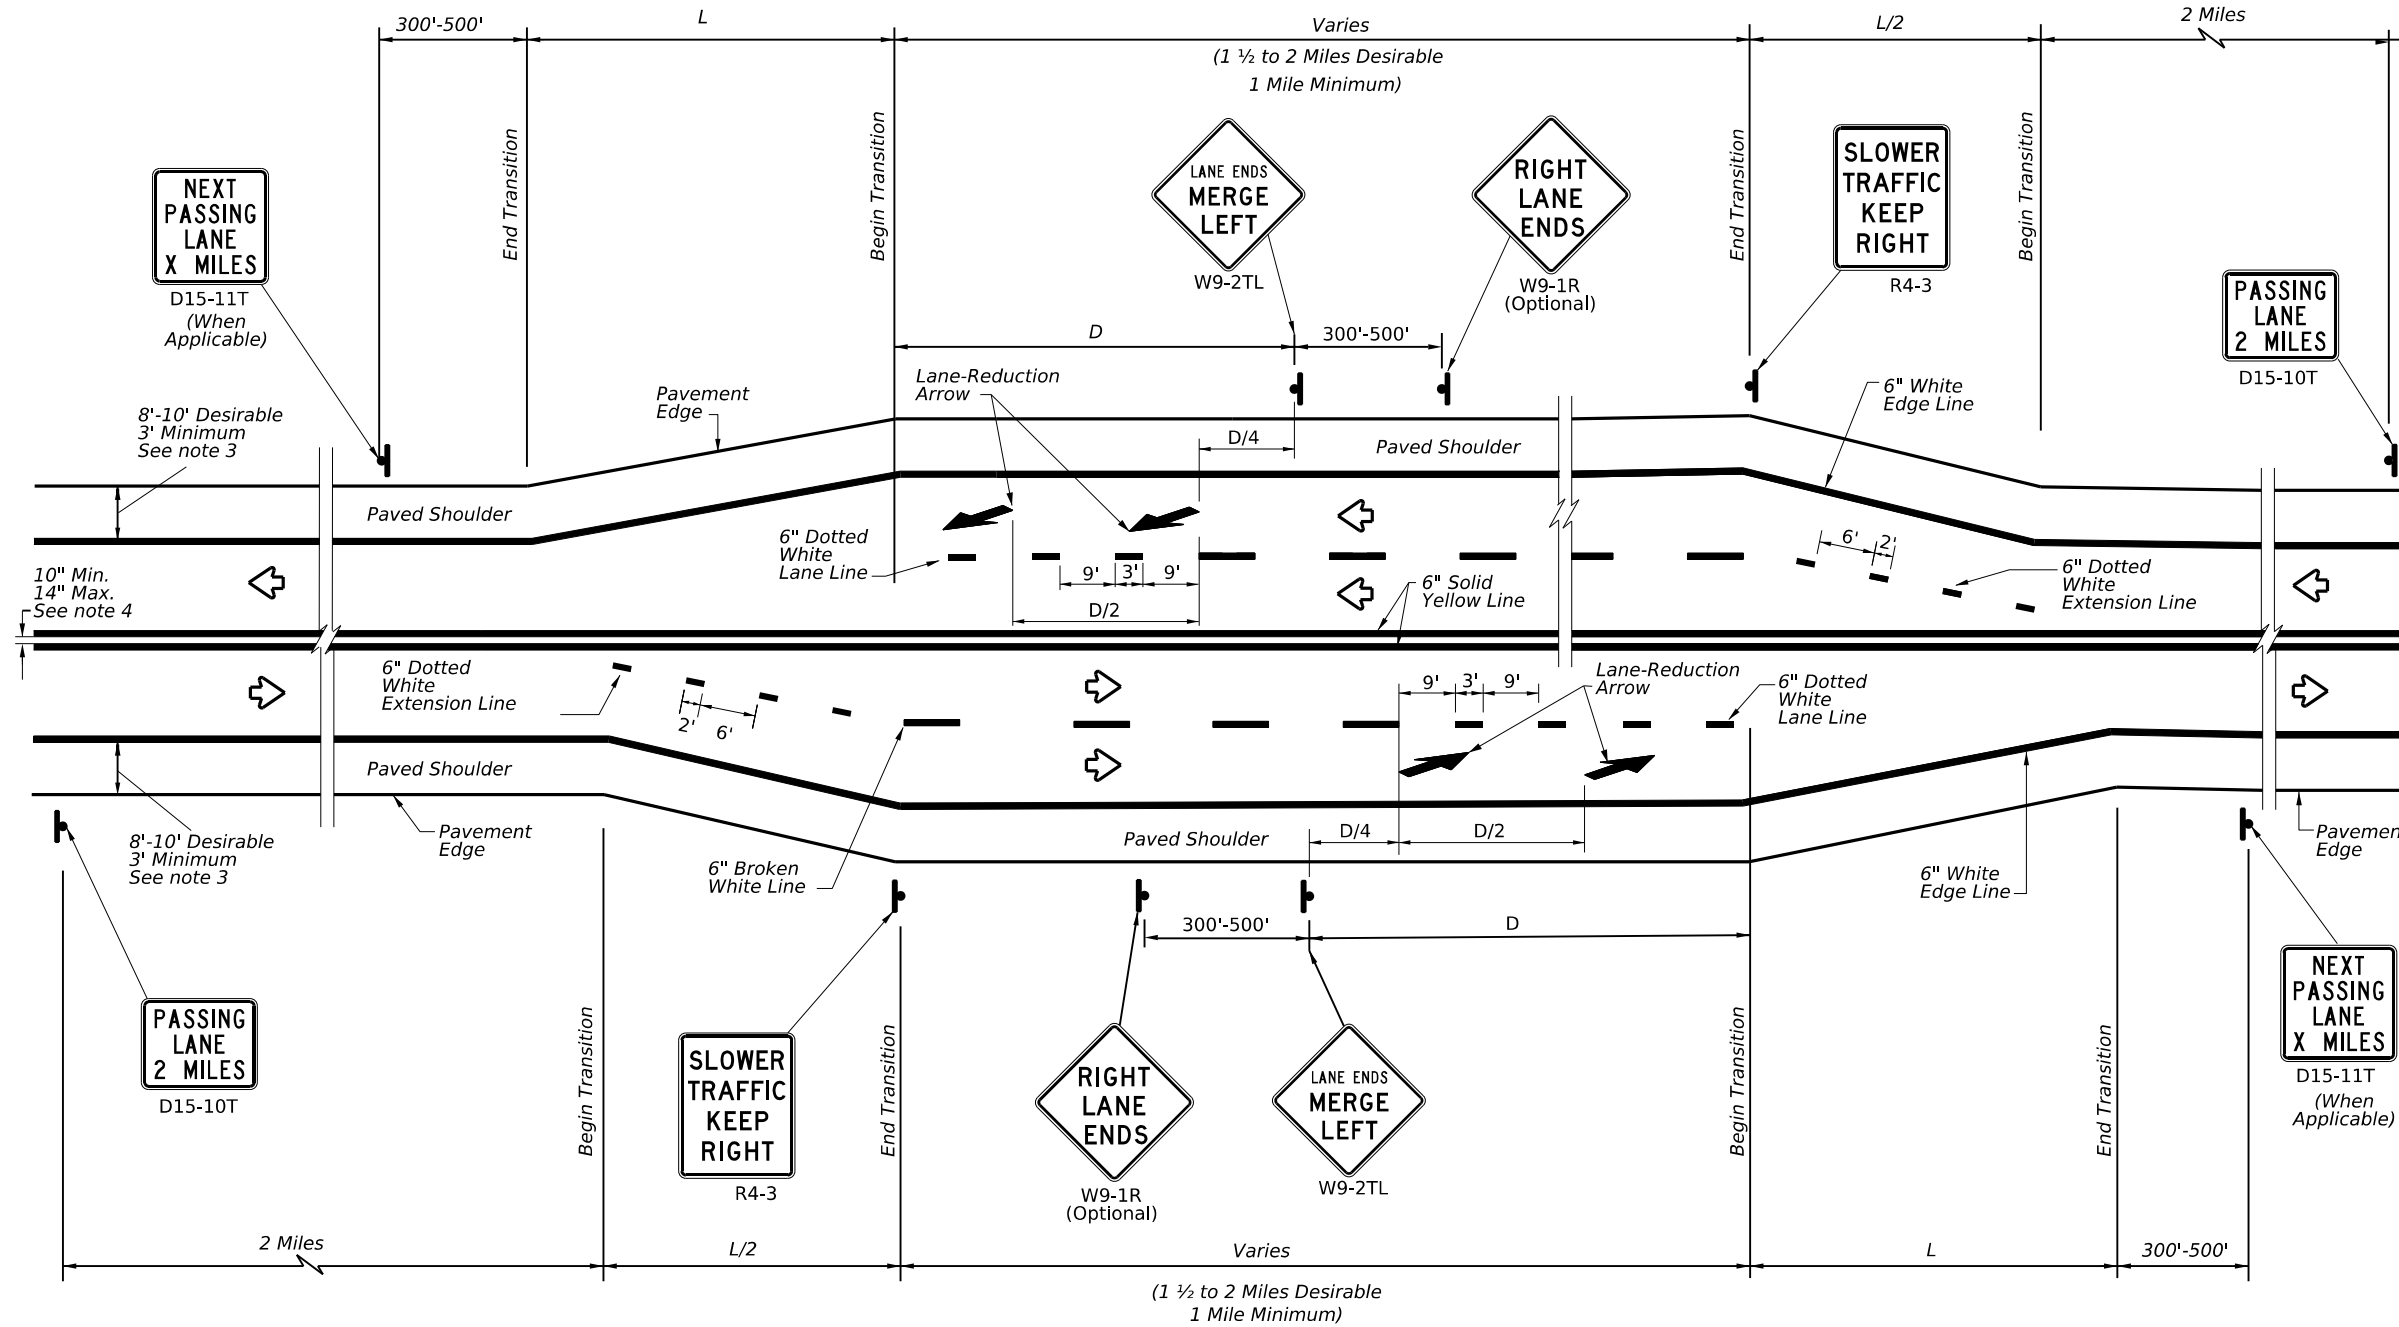 300'-500'
L
Varies
(1 ½ to 2 Miles Desirable
1 Mile Minimum)
L/2
2 Miles
End Transition
Begin Transition
End Transition
Begin Transition
NEXT
PASSING
LANE
X MILES
D15-11T
(When
Applicable)
LANE ENDS
MERGE
LEFT
W9-2TL
RIGHT
LANE
ENDS
W9-1R
(Optional)
SLOWER
TRAFFIC
KEEP
RIGHT
R4-3
PASSING
LANE
2 MILES
D15-10T
D
300'-500'
Lane-Reduction
Arrow
Pavement
Edge
8'-10' Desirable
3' Minimum
See note 3
D/4
Paved Shoulder
6" White
Edge Line
Paved Shoulder
6" Dotted
White
Lane Line
9'
3'
9'
D/2
6" Solid
Yellow Line
6'
2'
6" Dotted
White
Extension Line
10" Min.
14" Max.
See note 4
6" Dotted
White
Extension Line
2'
6'
9'
3'
9'
Lane-Reduction
Arrow
6" Dotted
White
Lane Line
Paved Shoulder
8'-10' Desirable
3' Minimum
See note 3
Pavement
Edge
6" Broken
White Line
Paved Shoulder
D/4
D/2
6" White
Edge Line
Pavement
Edge
300'-500'
D
PASSING
LANE
2 MILES
D15-10T
Begin Transition
SLOWER
TRAFFIC
KEEP
RIGHT
R4-3
End Transition
RIGHT
LANE
ENDS
W9-1R
(Optional)
LANE ENDS
MERGE
LEFT
W9-2TL
Begin Transition
End Transition
NEXT
PASSING
LANE
X MILES
D15-11T
(When
Applicable)
2 Miles
L/2
Varies
(1 ½ to 2 Miles Desirable
1 Mile Minimum)
L
300'-500'